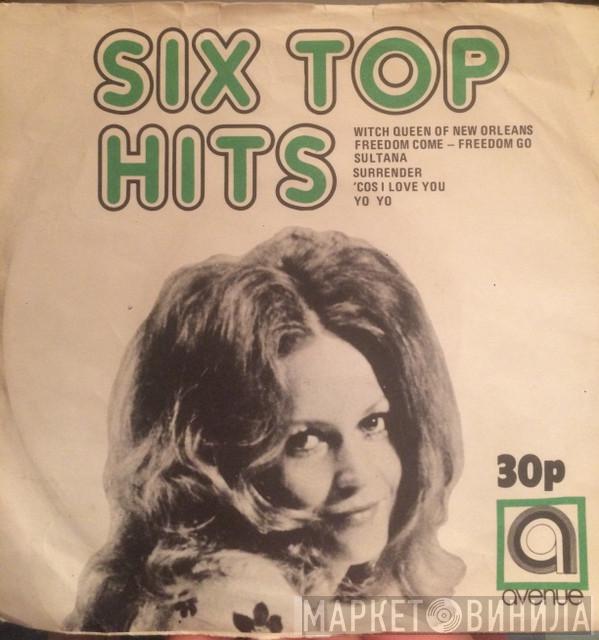 SIX TOP
HITS
WITCH QUEEN OF NEW ORLEANS
FREEDOM COME – FREEDOM GO
SULTANA
SURRENDER
'COS I LOVE YOU
YO YO
30p
a
avenue
МАРКЕТ ВИНИЛА